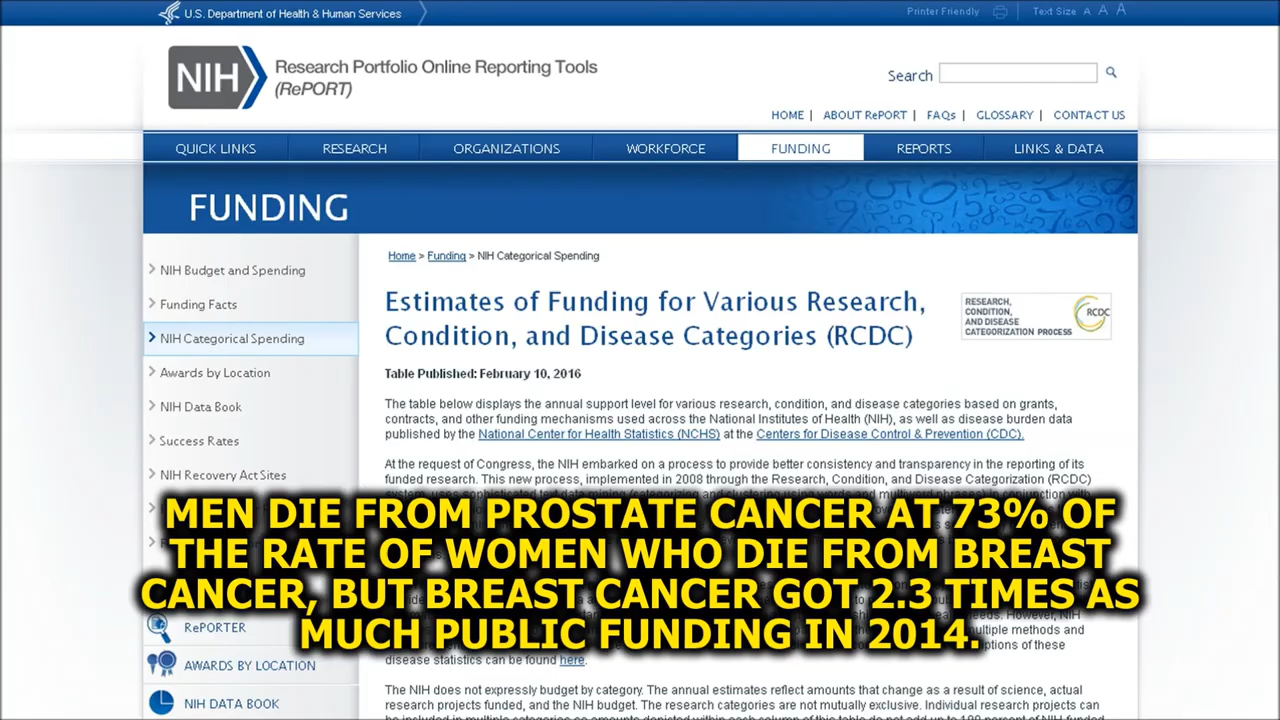 U.S. Department of Health & Human Services
Printer Friendly
Text Size A A A
NIH
Research Portfolio Online Reporting Tools
(RePORT)
Search
HOME | ABOUT RePORT | FAQs | GLOSSARY | CONTACT US
QUICK LINKS RESEARCH ORGANIZATIONS WORKFORCE FUNDING REPORTS LINKS & DATA
FUNDING
NIH Budget and Spending
Funding Facts
NIH Categorical Spending
Awards by Location
NIH Data Book
Success Rates
NIH Recovery Act Sites
RePORTER
AWARDS BY LOCATION
NIH DATA BOOK
Home > Funding > NIH Categorical Spending
Estimates of Funding for Various Research,
Condition, and Disease Categories (RCDC)
RESEARCH,
CONDITION,
AND DISEASE
CATEGORIZATION PROCESS
RCDC
Table Published: February 10, 2016
The table below displays the annual support level for various research, condition, and disease categories based on grants,
contracts, and other funding mechanisms used across the National Institutes of Health (NIH), as well as disease burden data
published by the National Center for Health Statistics (NCHS) at the Centers for Disease Control & Prevention (CDC).
At the request of Congress, the NIH embarked on a process to provide better consistency and transparency in the reporting of its
funded research. This new process, implemented in 2008 through the Research, Condition, and Disease Categorization (RCDC)
MEN DIE FROM PROSTATE CANCER AT 73% OF
THE RATE OF WOMEN WHO DIE FROM BREAST
CANCER, BUT BREAST CANCER GOT 2.3 TIMES AS
MUCH PUBLIC FUNDING IN 2014.
needs. However, NIH
multiple methods and
of these
disease statistics can be found here.
The NIH does not expressly budget by category. The annual estimates reflect amounts that change as a result of science, actual
research projects funded, and the NIH budget. The research categories are not mutually exclusive. Individual research projects can